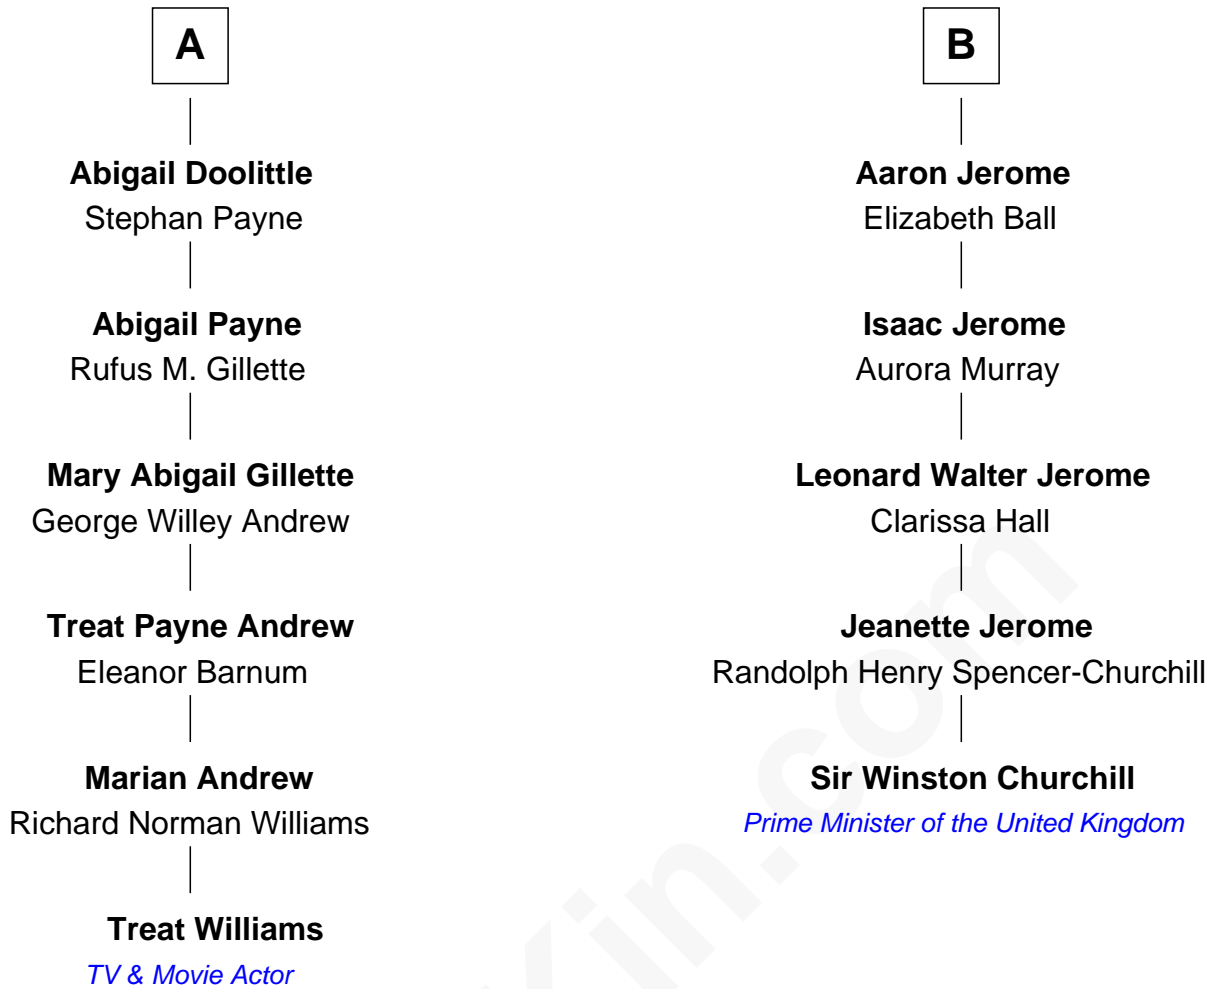 A
Abigail Doolittle
Stephan Payne
Abigail Payne
Rufus M. Gillette
Mary Abigail Gillette
George Willey Andrew
Treat Payne Andrew
Eleanor Barnum
Marian Andrew
Richard Norman Williams
Treat Williams
TV & Movie Actor
B
Aaron Jerome
Elizabeth Ball
Isaac Jerome
Aurora Murray
Leonard Walter Jerome
Clarissa Hall
Jeanette Jerome
Randolph Henry Spencer-Churchill
Sir Winston Churchill
Prime Minister of the United Kingdom
Kin.com